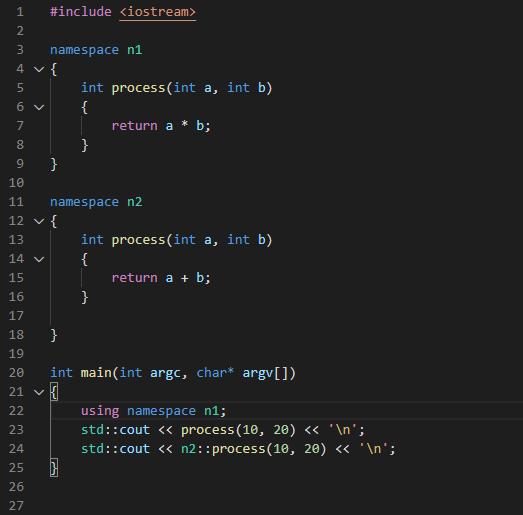 1 #include <iostream>
2
3 namespace n1
4 {
5     int process(int a, int b)
6     {
7         return a * b;
8     }
9 }
10
11 namespace n2
12 {
13     int process(int a, int b)
14     {
15         return a + b;
16     }
17
18 }
19
20 int main(int argc, char* argv[])
21 {
22     using namespace n1;
23     std::cout << process(10, 20) << '\n';
24     std::cout << n2::process(10, 20) << '\n';
25 }
26
27